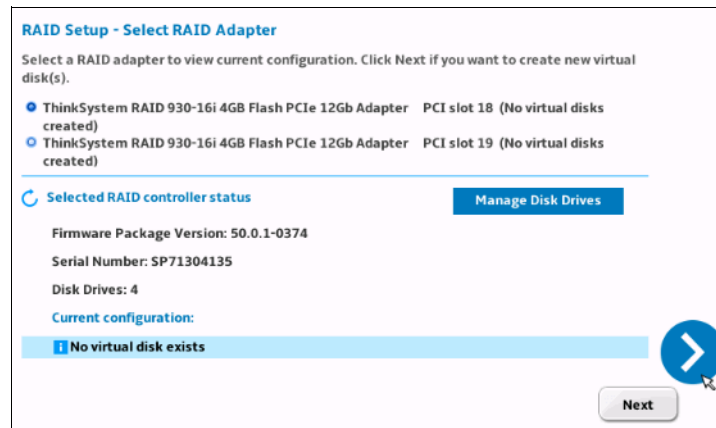 RAID Setup - Select RAID Adapter
Select a RAID adapter to view current configuration. Click Next if you want to create new virtual
disk(s).
ThinkSystem RAID 930-16i 4GB Flash PCIe 12Gb Adapter PCI slot 18 (No virtual disks
created)
ThinkSystem RAID 930-16i 4GB Flash PCIe 12Gb Adapter PCI slot 19 (No virtual disks
created)
Selected RAID controller status
Manage Disk Drives
Firmware Package Version: 50.0.1-0374
Serial Number: SP71304135
Disk Drives: 4
Current configuration:
No virtual disk exists
Next